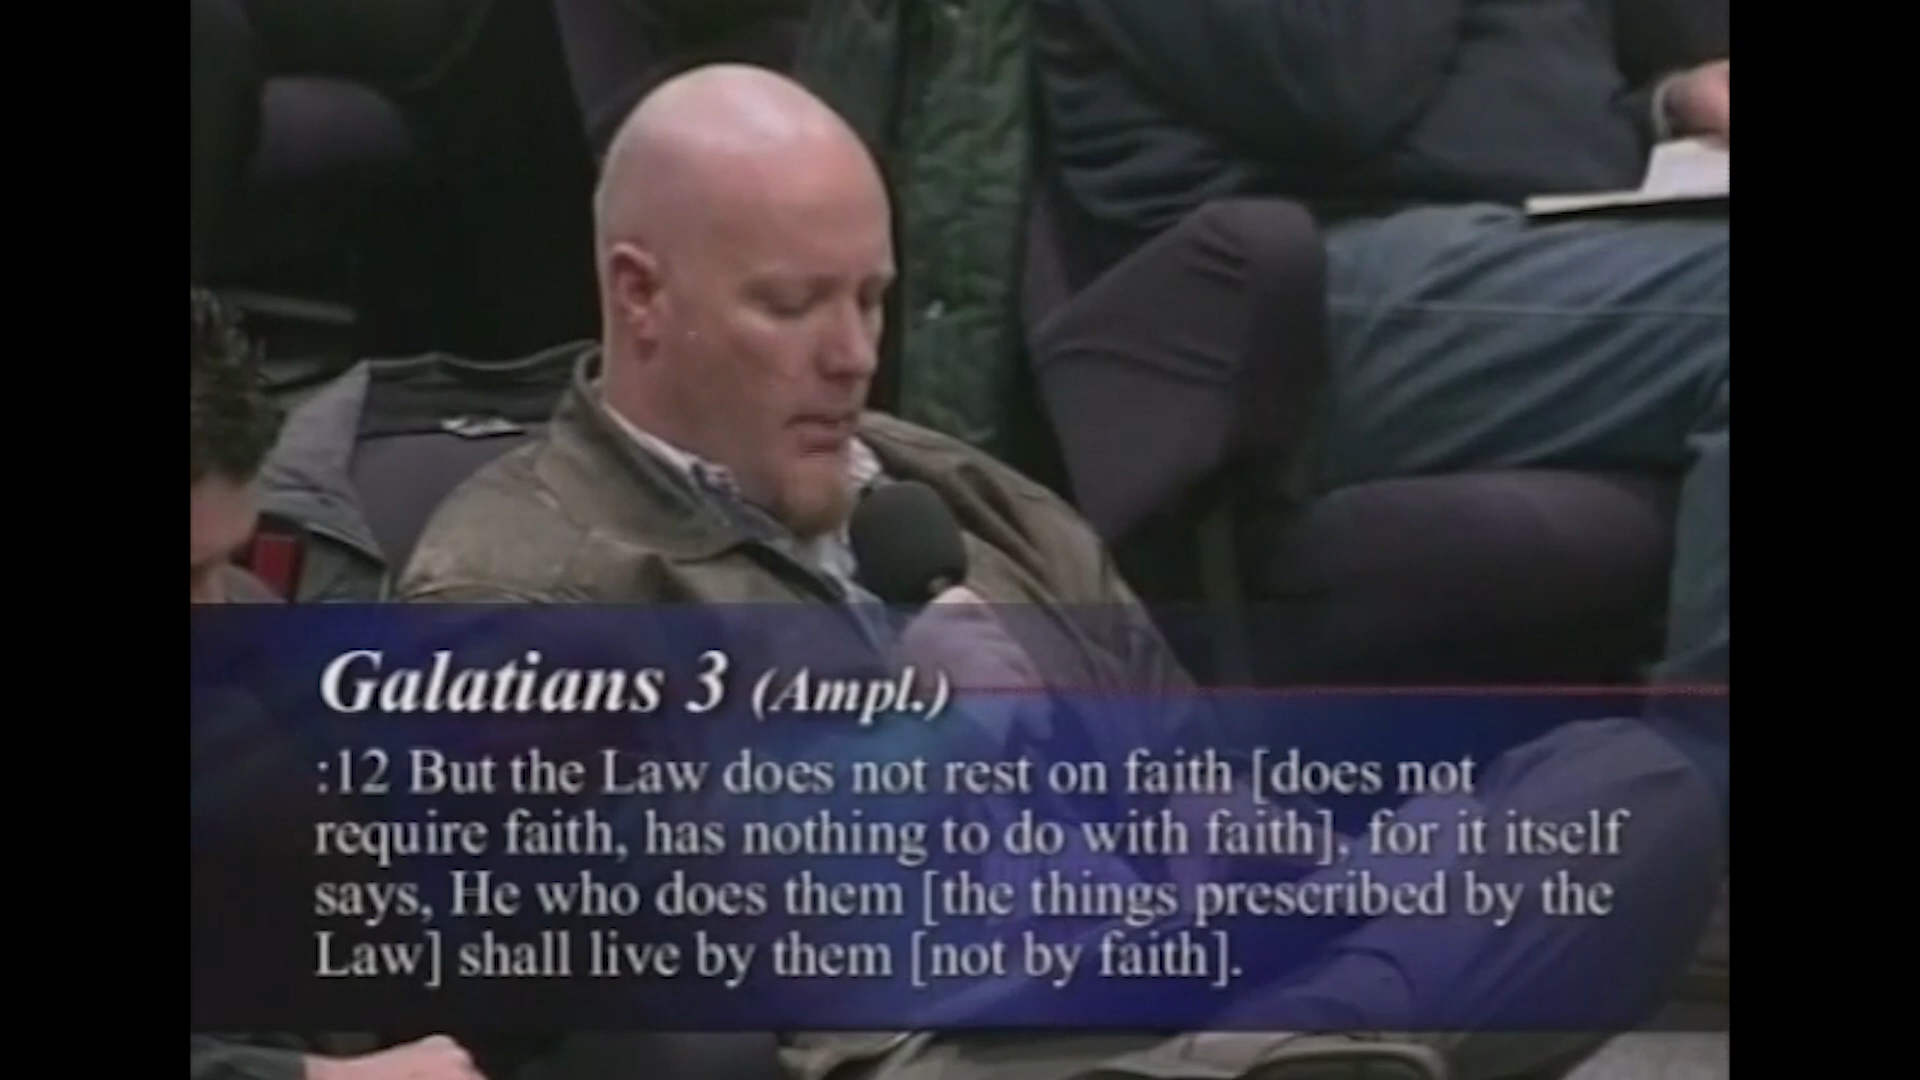 Galatians 3 (Ampl.)
:12 But the Law does not rest on faith [does not
require faith, has nothing to do with faith], for it itself
says, He who does them [the things prescribed by the
Law] shall live by them [not by faith].